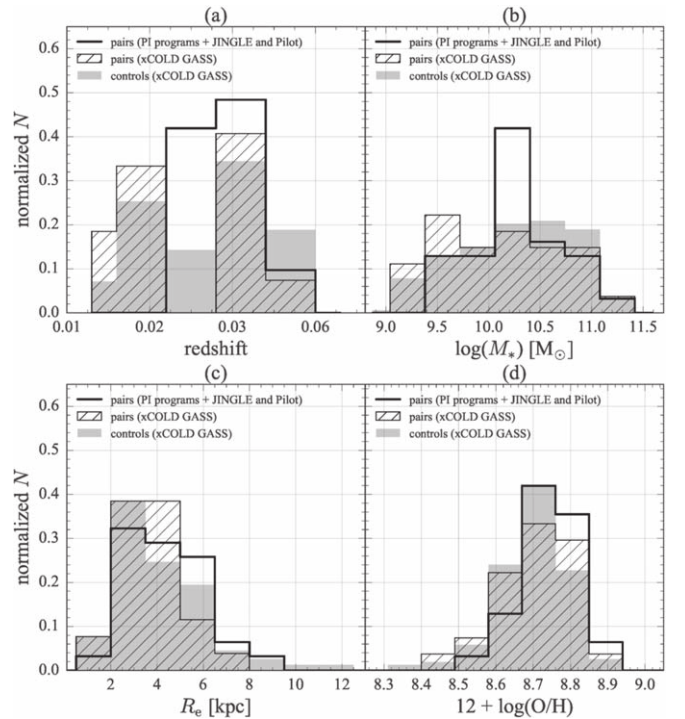 (a) (b)
pairs (PI programs + JINGLE and Pilot)
pairs (xCOLD GASS)
controls (xCOLD GASS)
pairs (PI programs + JINGLE and Pilot)
pairs (xCOLD GASS)
controls (xCOLD GASS)
normalized N
0.6
0.5
0.4
0.3
0.2
0.1
0.0
0.01 0.02 0.03 0.06
redshift
9.0 9.5 10.0 10.5 11.0 11.5
log(M*) [M⊙]
(c) (d)
pairs (PI programs + JINGLE and Pilot)
pairs (xCOLD GASS)
controls (xCOLD GASS)
pairs (PI programs + JINGLE and Pilot)
pairs (xCOLD GASS)
controls (xCOLD GASS)
normalized N
0.6
0.5
0.4
0.3
0.2
0.1
0.0
2 4 6 8 10 12
Re [kpc]
8.3 8.4 8.5 8.6 8.7 8.8 8.9 9.0
12 + log(O/H)